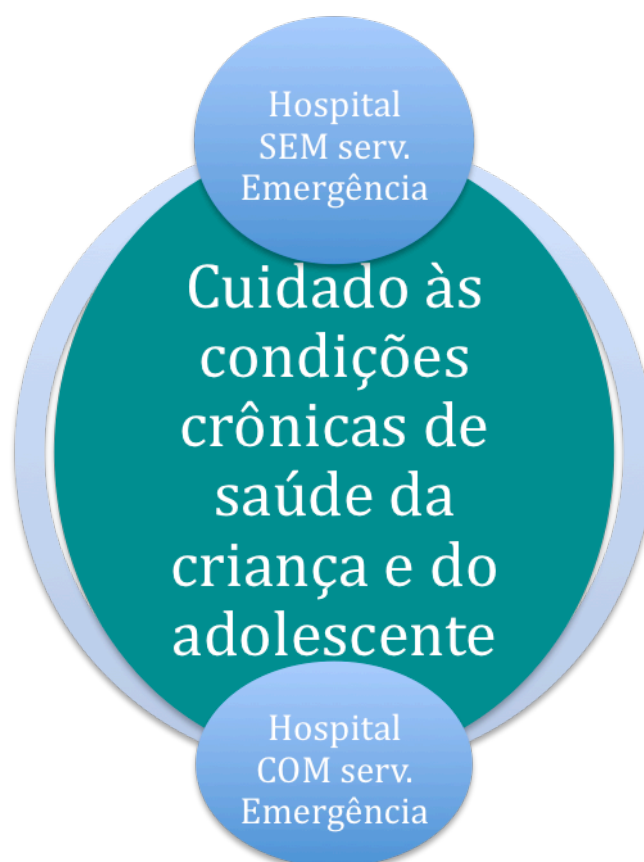 Hospital
SEM serv.
Emergência
Cuidado às
condições
crônicas de
saúde da
criança e do
adolescente
Hospital
COM serv.
Emergência